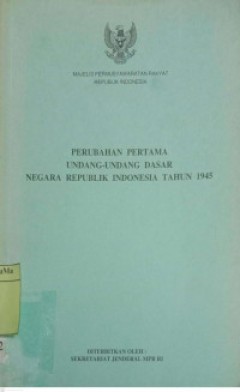 MAJELIS PERMUSYAWARATAN RAKYAT
REPUBLIK INDONESIA
PERUBAHAN PERTAMA
UNDANG-UNDANG DASAR
NEGARA REPUBLIK INDONESIA TAHUN 1945
DITERBITKAN OLEH :
SEKRETARIAT JENDERAL MPR RI